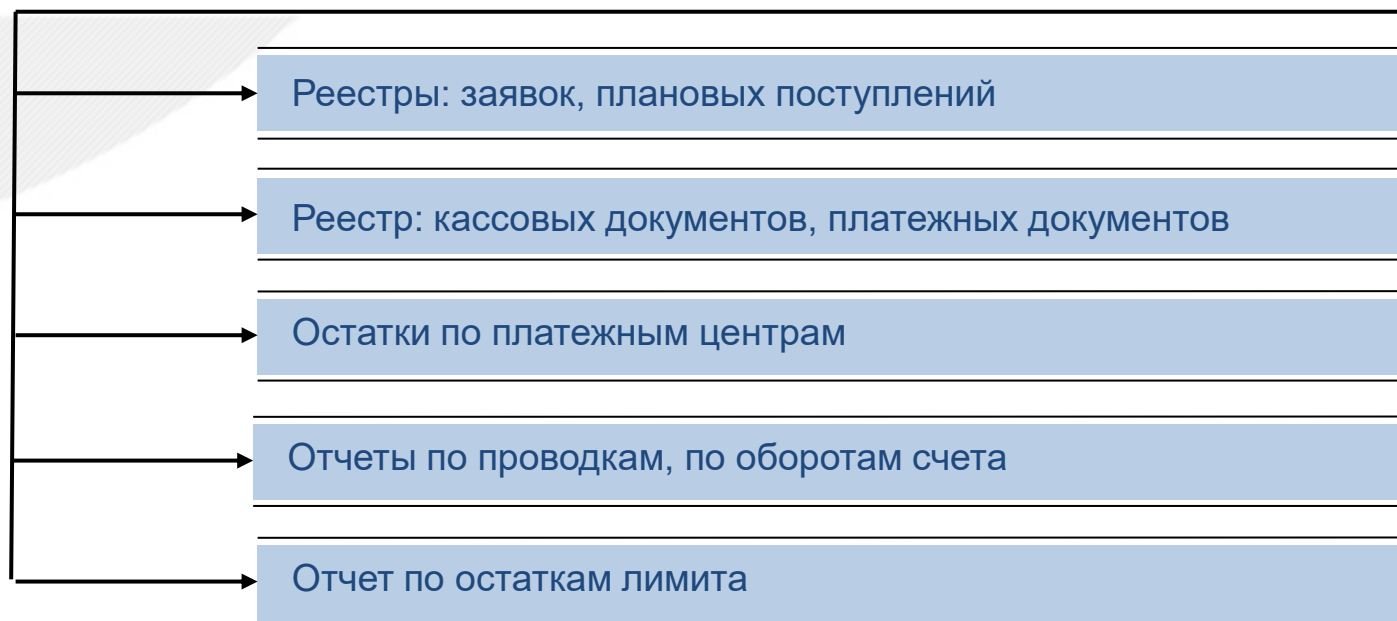 Реестры: заявок, плановых поступлений
Реестр: кассовых документов, платежных документов
Остатки по платежным центрам
Отчеты по проводкам, по оборотам счета
Отчет по остаткам лимита